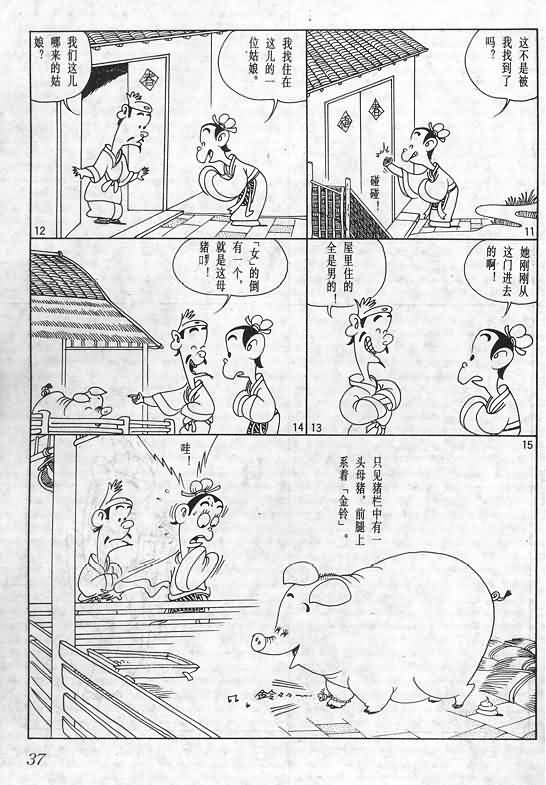 这不是被
我找到了
吗？
春
福
碰碰！
11
我找住在
这儿的一
位姑娘。
春
我们这儿
哪来的姑
娘？
12
她刚刚从
这门进去
的啊！
屋里住的
全是男的！
13
「女」的倒
有一个，
就是这母
猪啰！
14
15
只见猪栏中有一
头母猪，前腿上
系着「金铃」。
哇！
铃
37